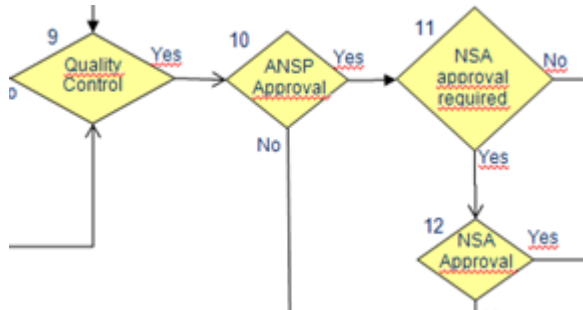 9
Quality
Control
Yes
10
ANSP
Approval
Yes
No
11
NSA
approval
required
No
Yes
12
NSA
Approval
Yes